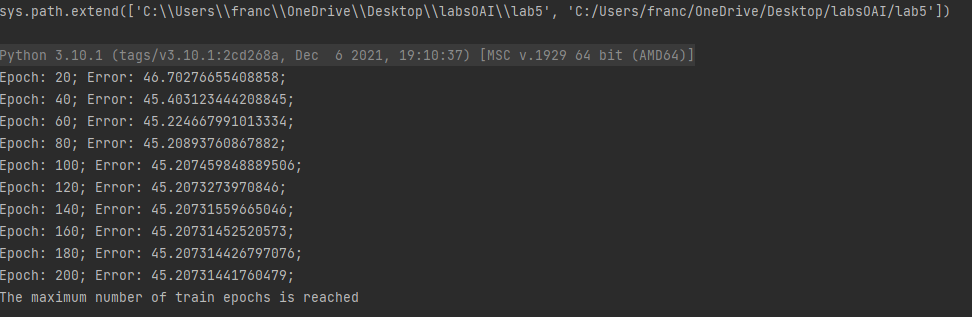 sys.path.extend(['C:\\Users\\franc\\OneDrive\\Desktop\\labsOAI\\lab5', 'C:/Users/franc/OneDrive/Desktop/labsOAI/lab5'])
Python 3.10.1 (tags/v3.10.1:2cd268a, Dec  6 2021, 19:10:37) [MSC v.1929 64 bit (AMD64)]
Epoch: 20; Error: 46.70276655408858;
Epoch: 40; Error: 45.403123444208845;
Epoch: 60; Error: 45.224667991013334;
Epoch: 80; Error: 45.20893760867882;
Epoch: 100; Error: 45.207459848889506;
Epoch: 120; Error: 45.2073273970846;
Epoch: 140; Error: 45.20731559665046;
Epoch: 160; Error: 45.20731452520573;
Epoch: 180; Error: 45.207314426797076;
Epoch: 200; Error: 45.20731441760479;
The maximum number of train epochs is reached